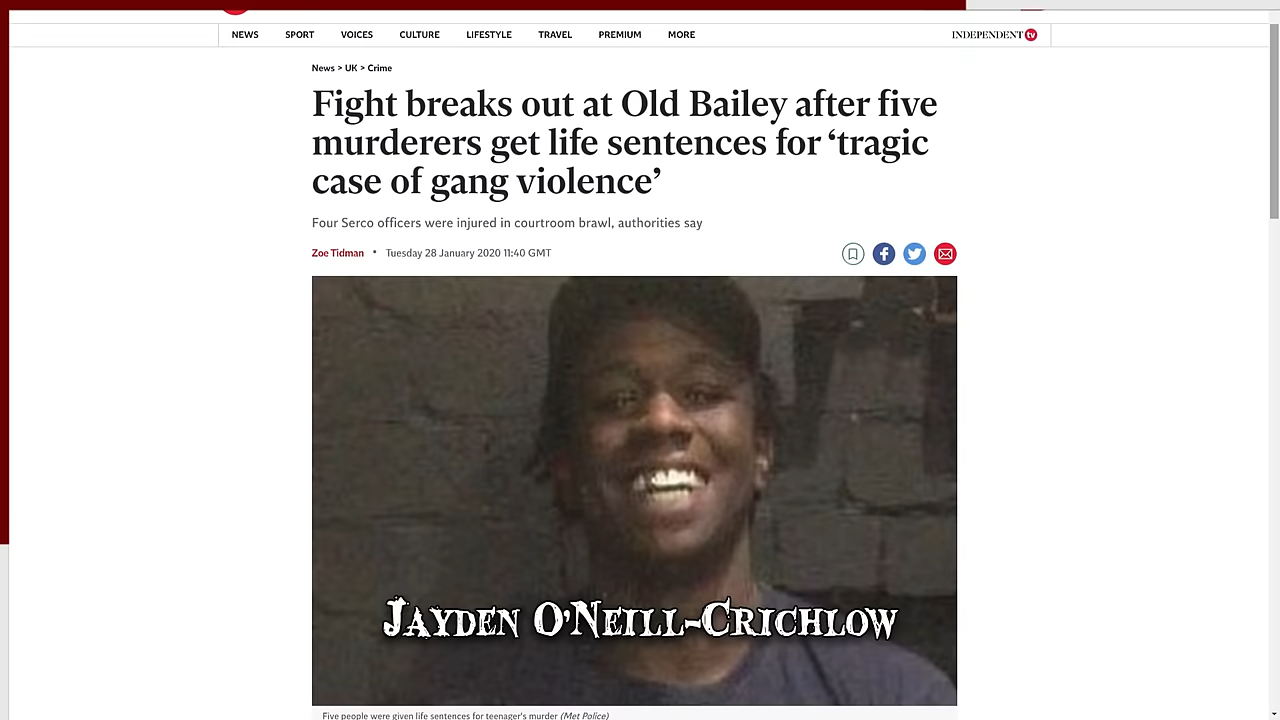 NEWS SPORT VOICES CULTURE LIFESTYLE TRAVEL PREMIUM MORE INDEPENDENT tv
News > UK > Crime
Fight breaks out at Old Bailey after five
murderers get life sentences for ‘tragic
case of gang violence’
Four Serco officers were injured in courtroom brawl, authorities say
Zoe Tidman • Tuesday 28 January 2020 11:40 GMT
JAYDEN O'NEILL-CRICHLOW
Five people were given life sentences for teenager's murder (Met Police)